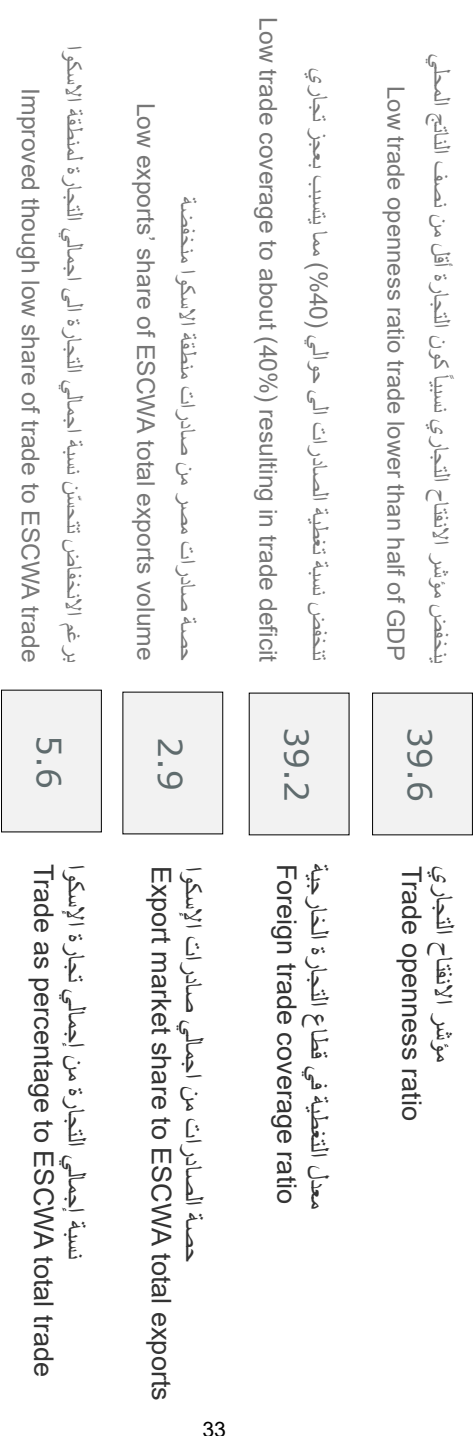 مؤشر الانفتاح التجاري
Trade openness ratio
39.6
ينخفض مؤشر الانفتاح التجاري نسبياً كون التجارة أقل من نصف الناتج المحلي
Low trade openness ratio trade lower than half of GDP
معدل التغطية في قطاع التجارة الخارجية
Foreign trade coverage ratio
39.2
تنخفض نسبة تغطية الصادرات الى حوالي (40%) مما يتسبب بعجز تجاري
Low trade coverage to about (40%) resulting in trade deficit
حصة الصادرات من اجمالي صادرات الإسكوا
Export market share to ESCWA total exports
2.9
حصة صادرات مصر من صادرات منطقة الاسكوا منخفضة
Low exports’ share of ESCWA total exports volume
نسبة إجمالي التجارة من إجمالي تجارة الإسكوا
Trade as percentage to ESCWA total trade
5.6
برغم الانخفاض تتحسّن نسبة اجمالي التجارة الى اجمالي التجارة لمنطقة الاسكوا
Improved though low share of trade to ESCWA trade
33